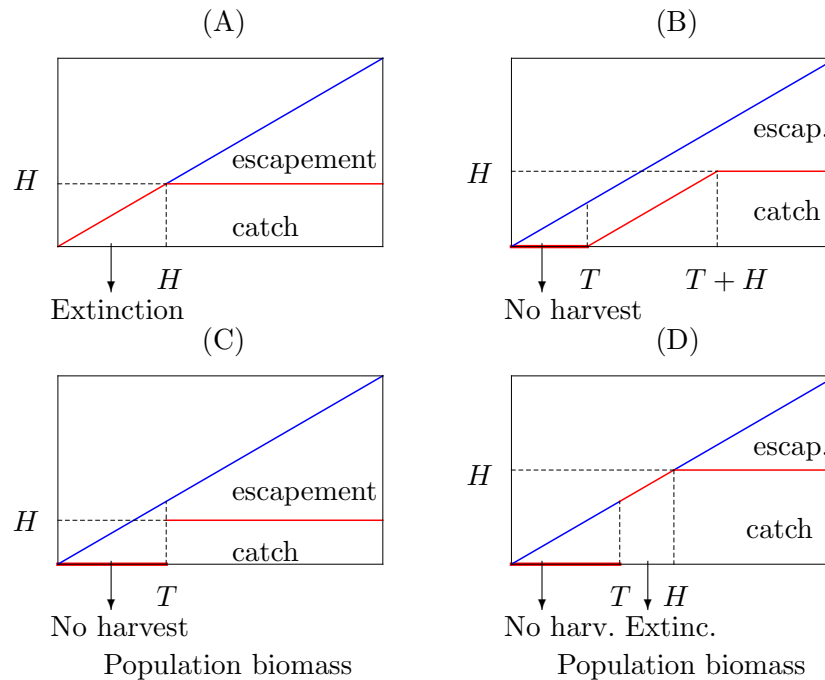 (A)
escapement
H
catch
H
Extinction
(B)
escap.
H
catch
T
T + H
No harvest
(C)
escapement
H
catch
T
No harvest
Population biomass
(D)
escap.
H
catch
T H
No harv. Extinc.
Population biomass